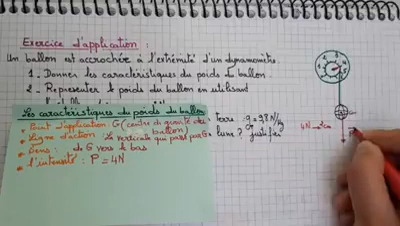 Exercice d'application :
Un ballon est accroché à l'extrémité d'un dynamomètre.
1. Donner les caractéristiques du poids du ballon.
2. Représenter le poids du ballon en utilisant
Les caractéristiques du poids du ballon
Point d'application : G (centre de gravité du ballon)
Terre : g=9,8N/kg
Ligne d'action : La verticale qui passe par G
lune ? justifier
Sens : de G vers le bas
l'intensité : P = 4N
4N → 2cm